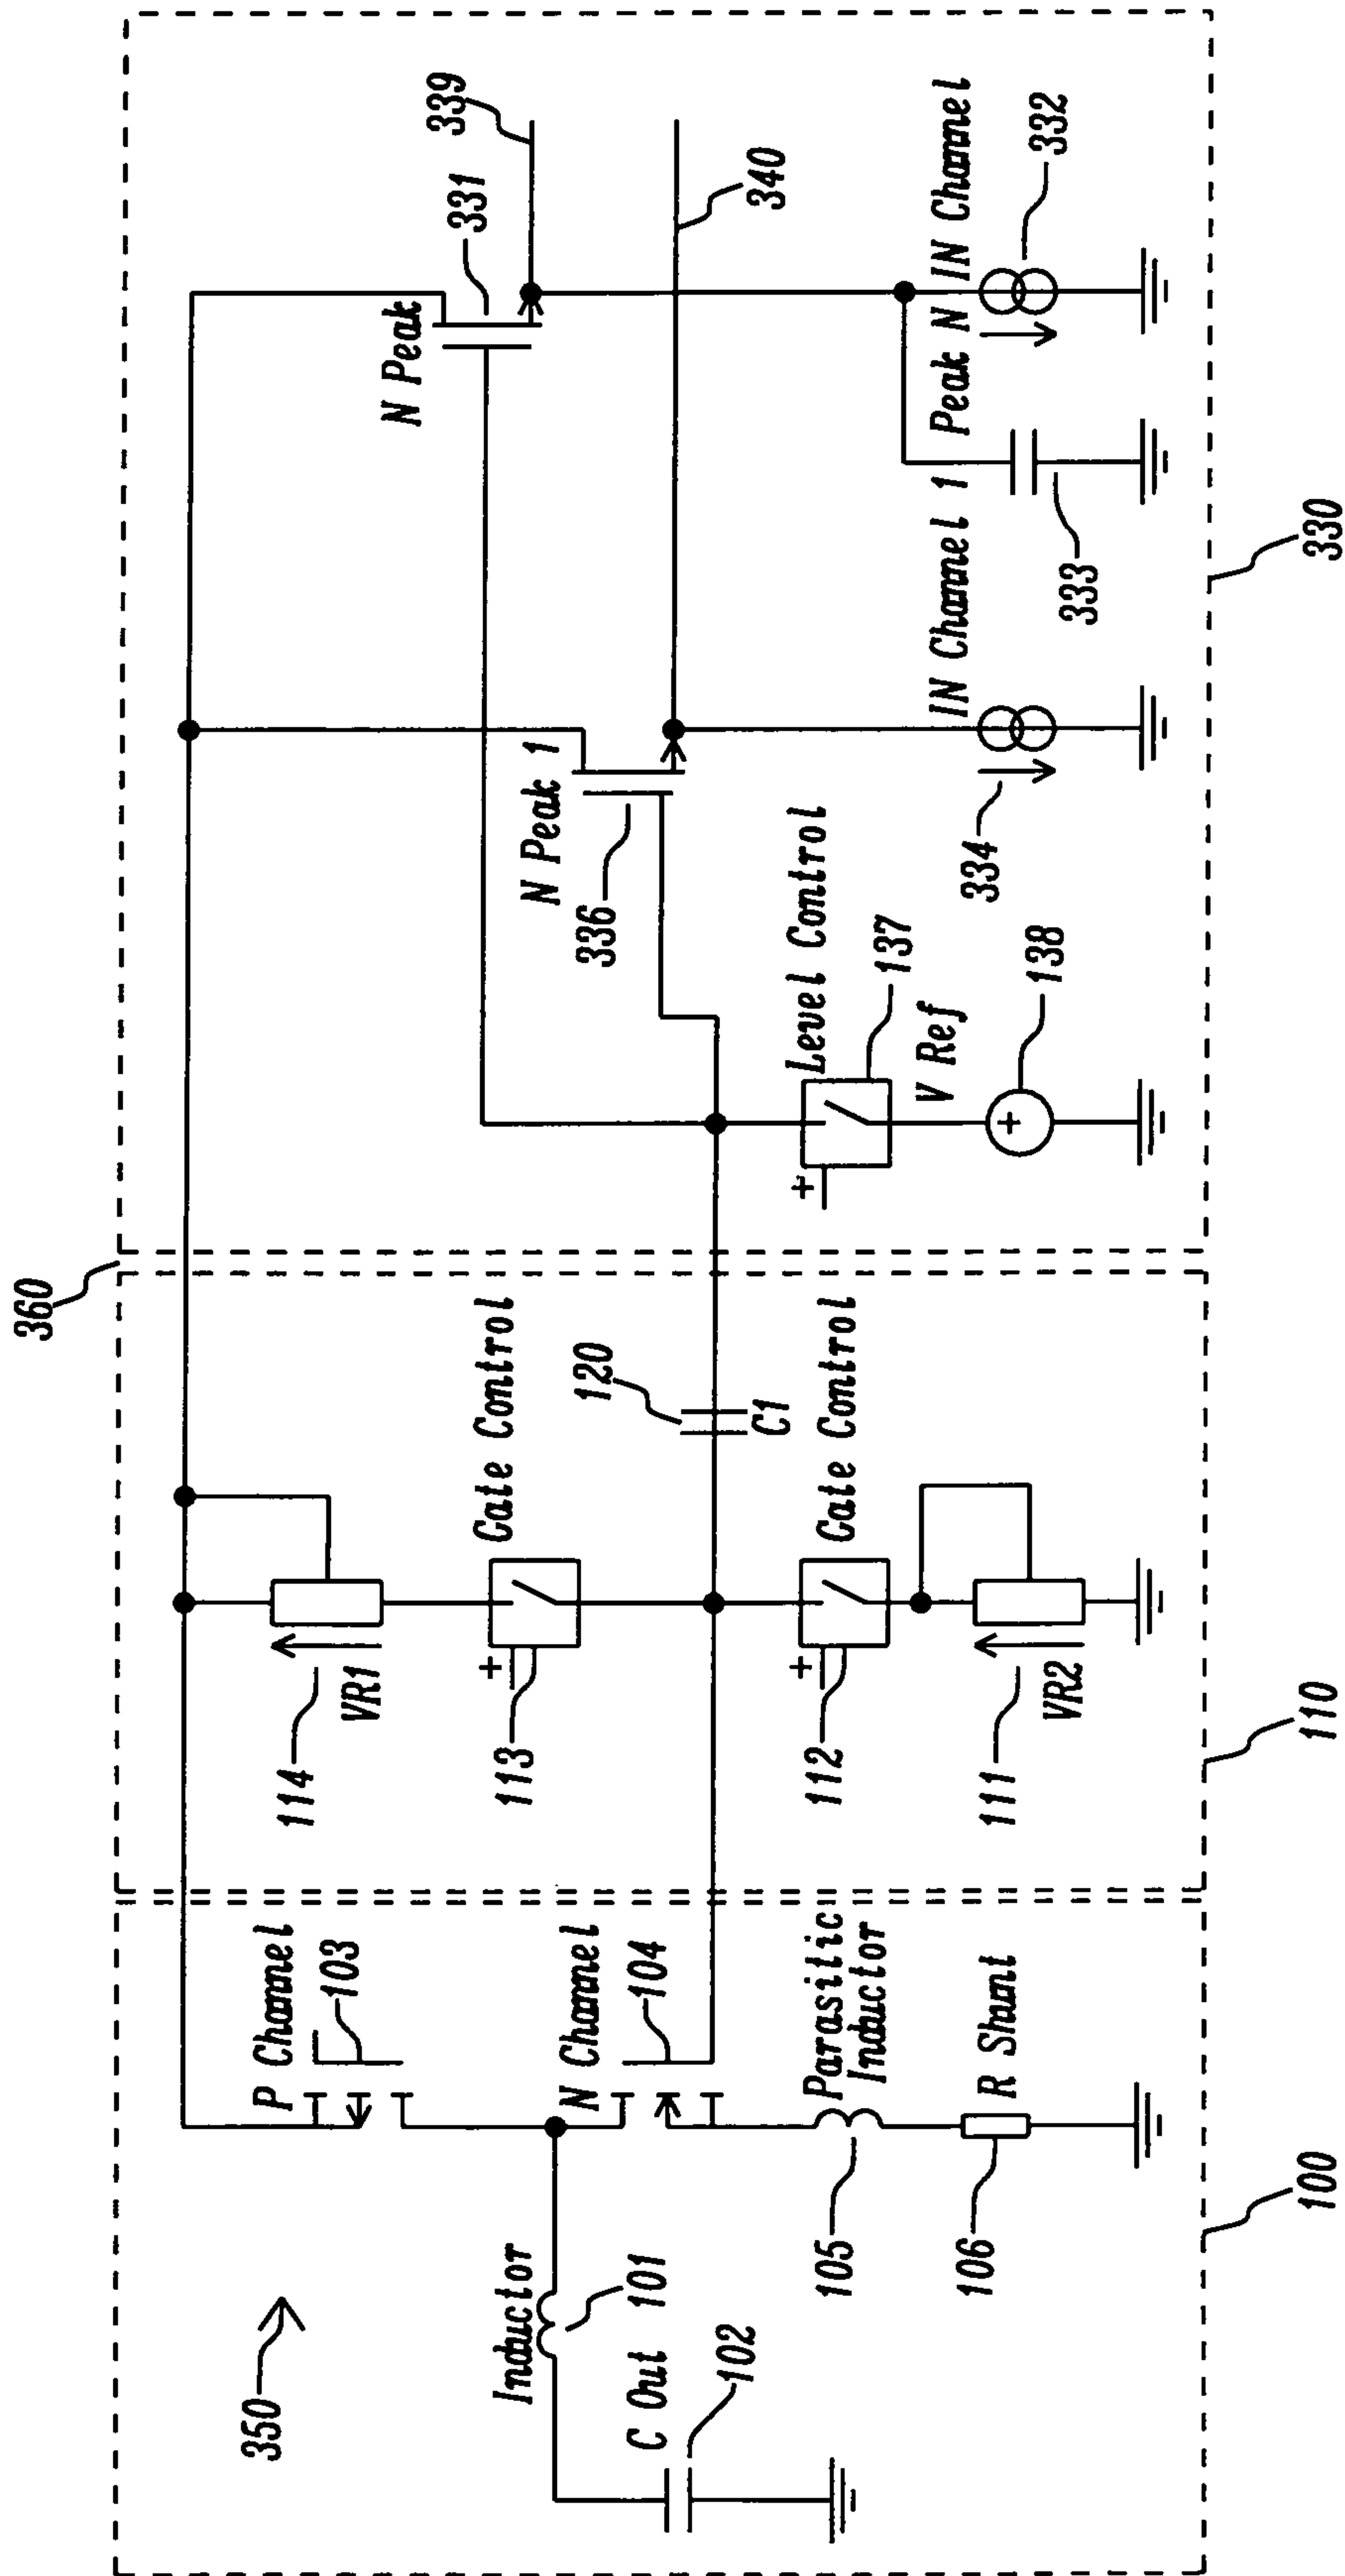 360
350
P Channel
103
N Channel
104
Inductor
101
C Out
102
Parasitic
Inductor
105
R Shunt
106
100
114
VR1
Gate Control
+
113
120
C1
Gate Control
+
112
111
VR2
110
N Peak
331
339
340
N Peak 1
336
Level Control
+
137
V Ref
+
138
IN Channel 1
334
Peak N IN Channel
332
333
330